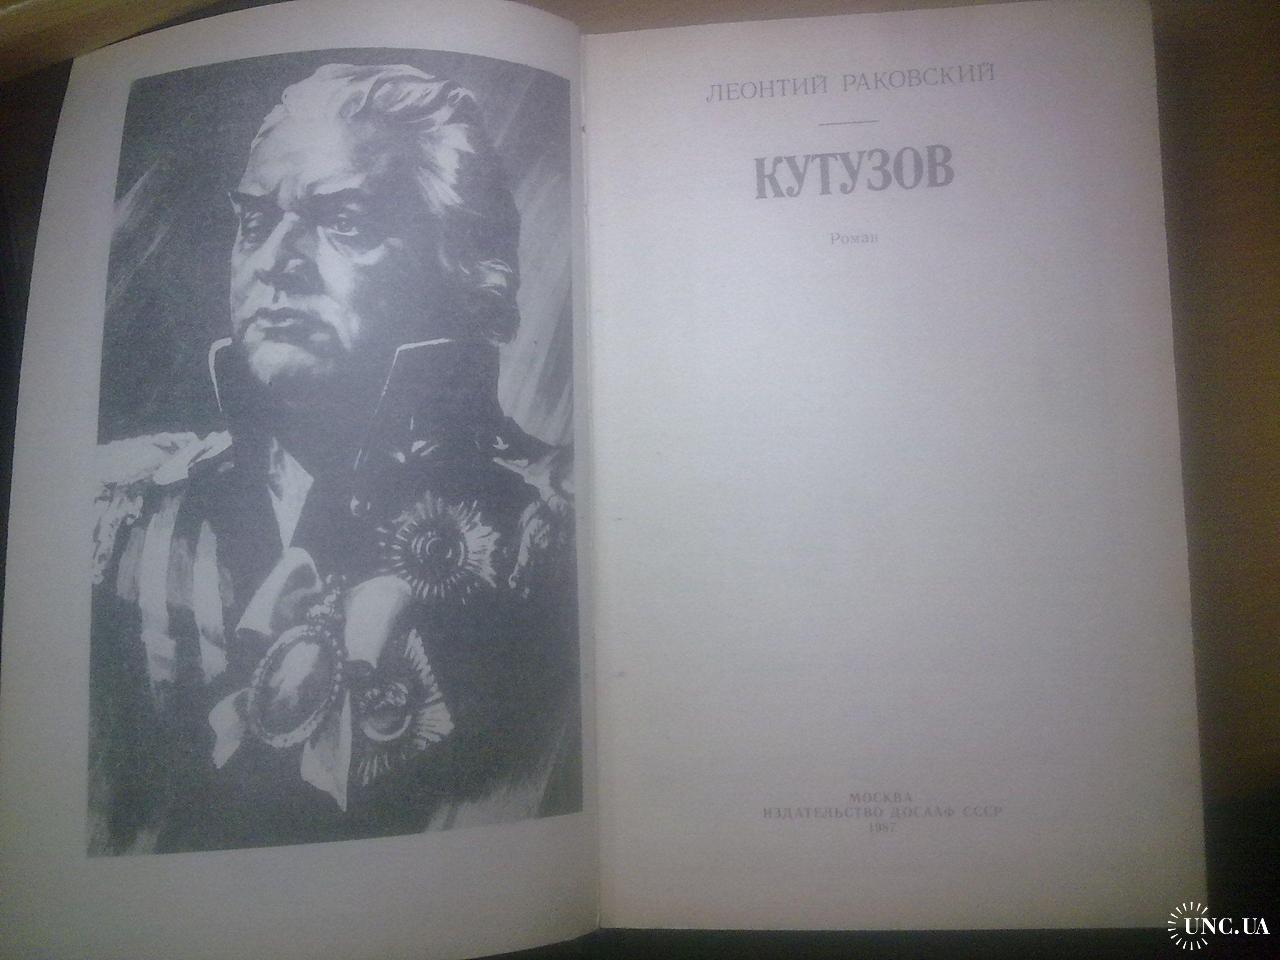 ЛЕОНТИЙ РАКОВСКИЙ
КУТУЗОВ
Роман
МОСКВА
ИЗДАТЕЛЬСТВО ДОСААФ СССР
1987
UNC.UA